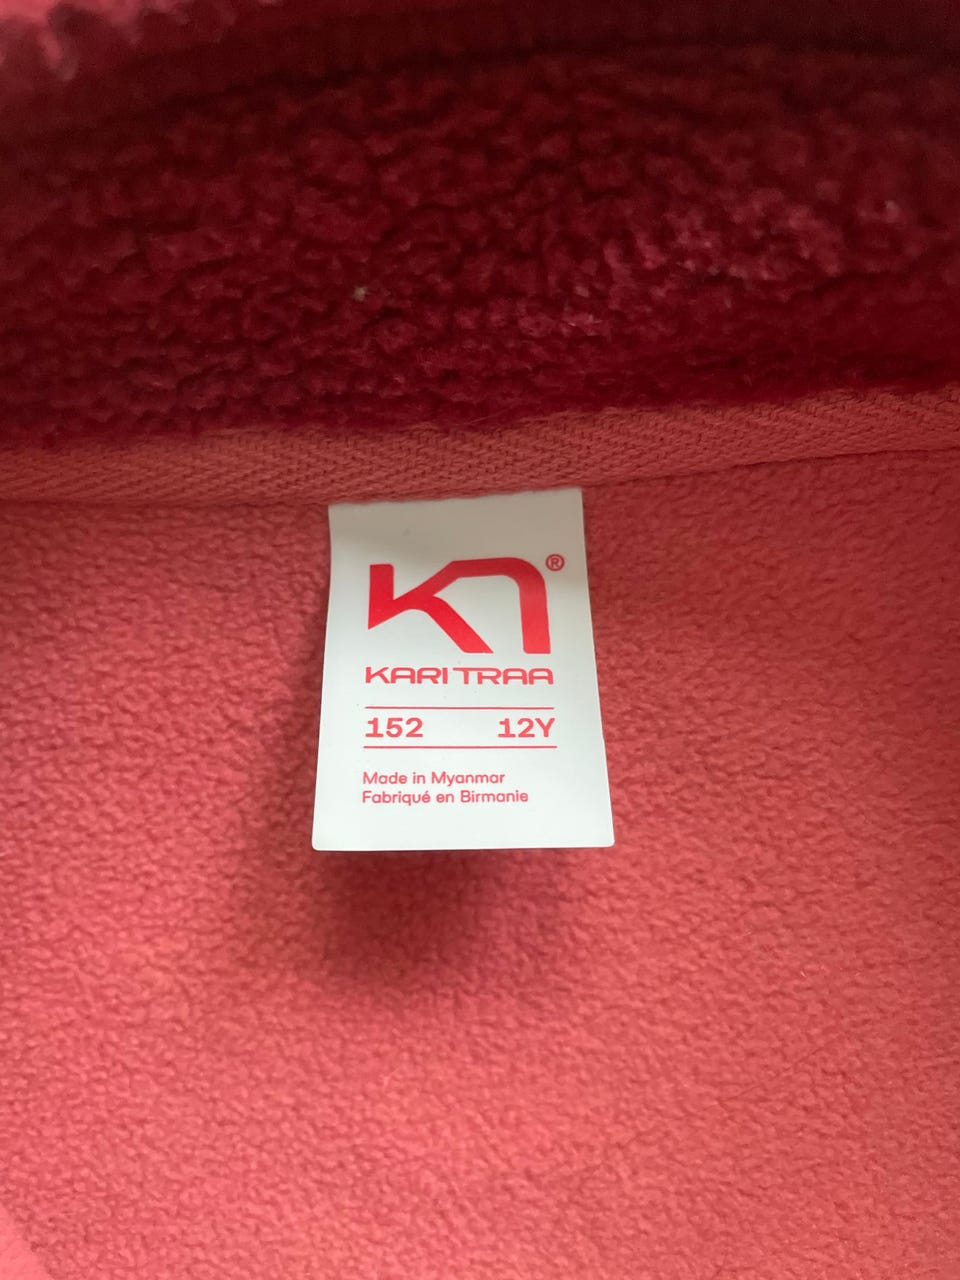 ®
KARI TRAA
152 12Y
Made in Myanmar
Fabriqué en Birmanie